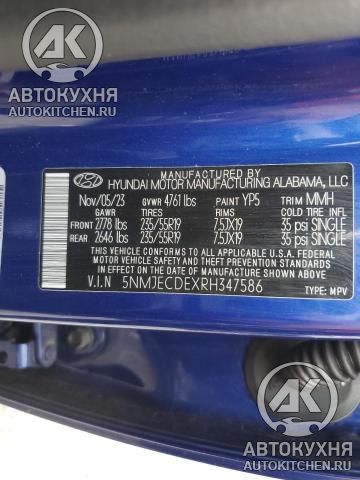 АВТОКУХНЯ
AUTOKITCHEN.BY
MANUFACTURED BY
HYUNDAI MOTOR MANUFACTURING ALABAMA, LLC
Nov/05/23 GVWR 4761 lbs PAINT YP5 TRIM MMH
GAWR TIRES RIMS COLD TIRE INFL
FRONT 2778 lbs 235/55R19 7.5JX19 35 psi SINGLE
REAR 2646 lbs 235/55R19 7.5JX19 35 psi SINGLE
THIS VEHICLE CONFORMS TO ALL APPLICABLE U.S.A. FEDERAL
MOTOR VEHICLE SAFETY AND THEFT PREVENTION STANDARDS IN
EFFECT ON THE DATE OF MANUFACTURE SHOWN ABOVE.
V.I.N 5NMJECDEXRH347586
TYPE: MPV
АК
АВТОКУХНЯ
AUTOKITCHEN.BY